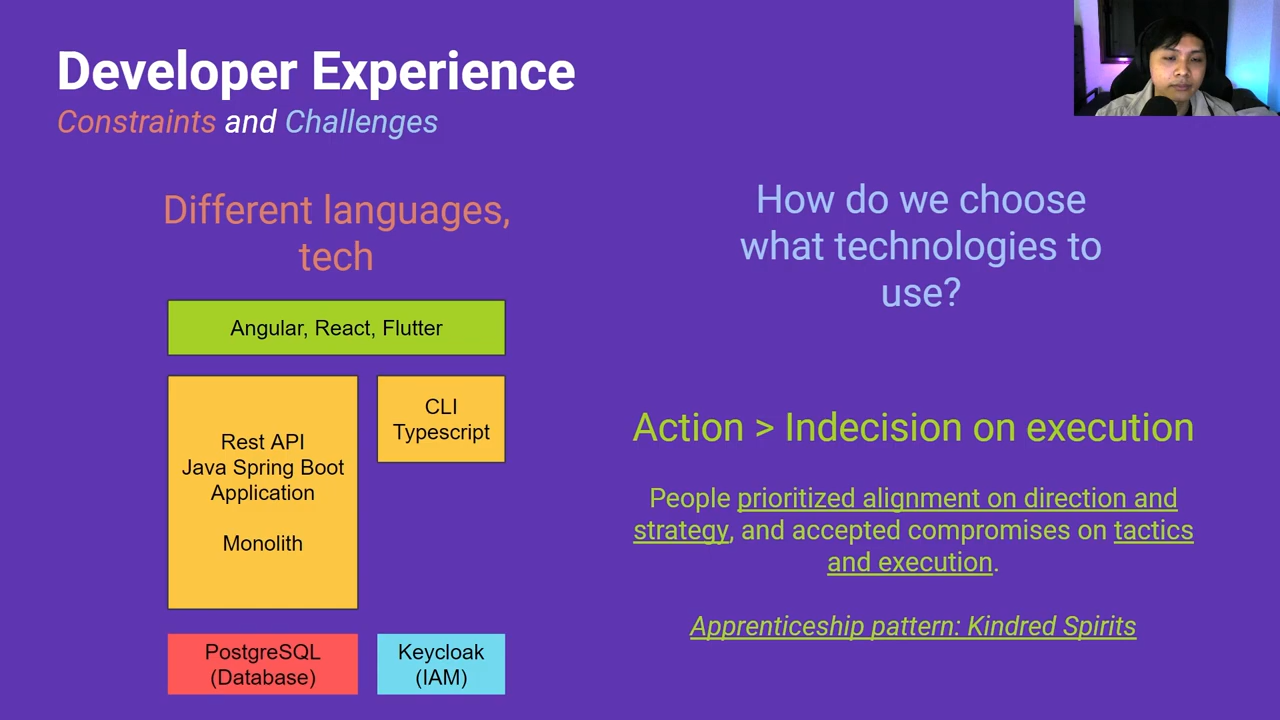 Developer Experience
Constraints and Challenges
Different languages,
tech
Angular, React, Flutter
Rest API
Java Spring Boot
Application
Monolith
CLI
Typescript
PostgreSQL
(Database)
Keycloak
(IAM)
How do we choose
what technologies to
use?
Action > Indecision on execution
People prioritized alignment on direction and
strategy, and accepted compromises on tactics
and execution.
Apprenticeship pattern: Kindred Spirits